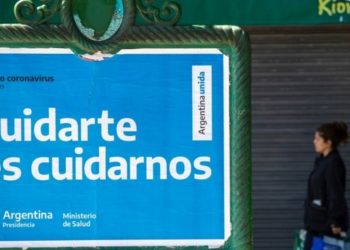 Kio
o coronavirus
Argentina unida
uidarte
s cuidarnos
Argentina
Presidencia
Ministerio
de Salud